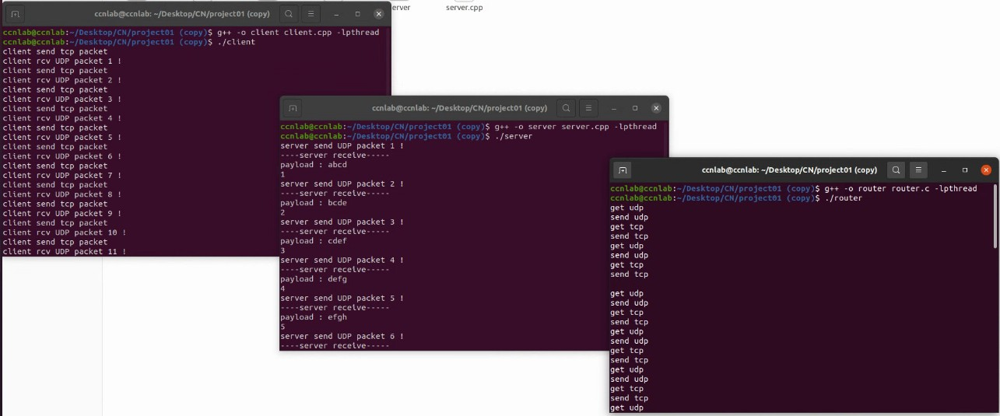 ccnlab@ccnlab: ~/Desktop/CN/project01 (copy)
ccnlab@ccnlab:~/Desktop/CN/project01 (copy)$ g++ -o client client.cpp -lpthread
ccnlab@ccnlab:~/Desktop/CN/project01 (copy)$ ./client
client send tcp packet
client rcv UDP packet 1 !
client send tcp packet
client rcv UDP packet 2 !
client send tcp packet
client rcv UDP packet 3 !
client send tcp packet
client rcv UDP packet 4 !
client send tcp packet
client rcv UDP packet 5 !
client send tcp packet
client rcv UDP packet 6 !
client send tcp packet
client rcv UDP packet 7 !
client send tcp packet
client rcv UDP packet 8 !
client send tcp packet
client rcv UDP packet 9 !
client send tcp packet
client rcv UDP packet 10 !
client send tcp packet
client rcv UDP packet 11 !
erver
server.cpp
ccnlab@ccnlab: ~/Desktop/CN/project01 (copy)
ccnlab@ccnlab:~/Desktop/CN/project01 (copy)$ g++ -o server server.cpp -lpthread
ccnlab@ccnlab:~/Desktop/CN/project01 (copy)$ ./server
server send UDP packet 1 !
----server receive-----
payload : abcd
1
server send UDP packet 2 !
----server receive-----
payload : bcde
2
server send UDP packet 3 !
----server receive-----
payload : cdef
3
server send UDP packet 4 !
----server receive-----
payload : defg
4
server send UDP packet 5 !
----server receive-----
payload : efgh
5
server send UDP packet 6 !
----server receive-----
ccnlab@ccnlab: ~/Desktop/CN/project01 (copy)
ccnlab@ccnlab:~/Desktop/CN/project01 (copy)$ g++ -o router router.c -lpthread
ccnlab@ccnlab:~/Desktop/CN/project01 (copy)$ ./router
get udp
send udp
get tcp
send tcp
get udp
send udp
get tcp
send tcp
get udp
send udp
get tcp
send tcp
get udp
send udp
get tcp
send tcp
get udp
send udp
get tcp
send tcp
get udp